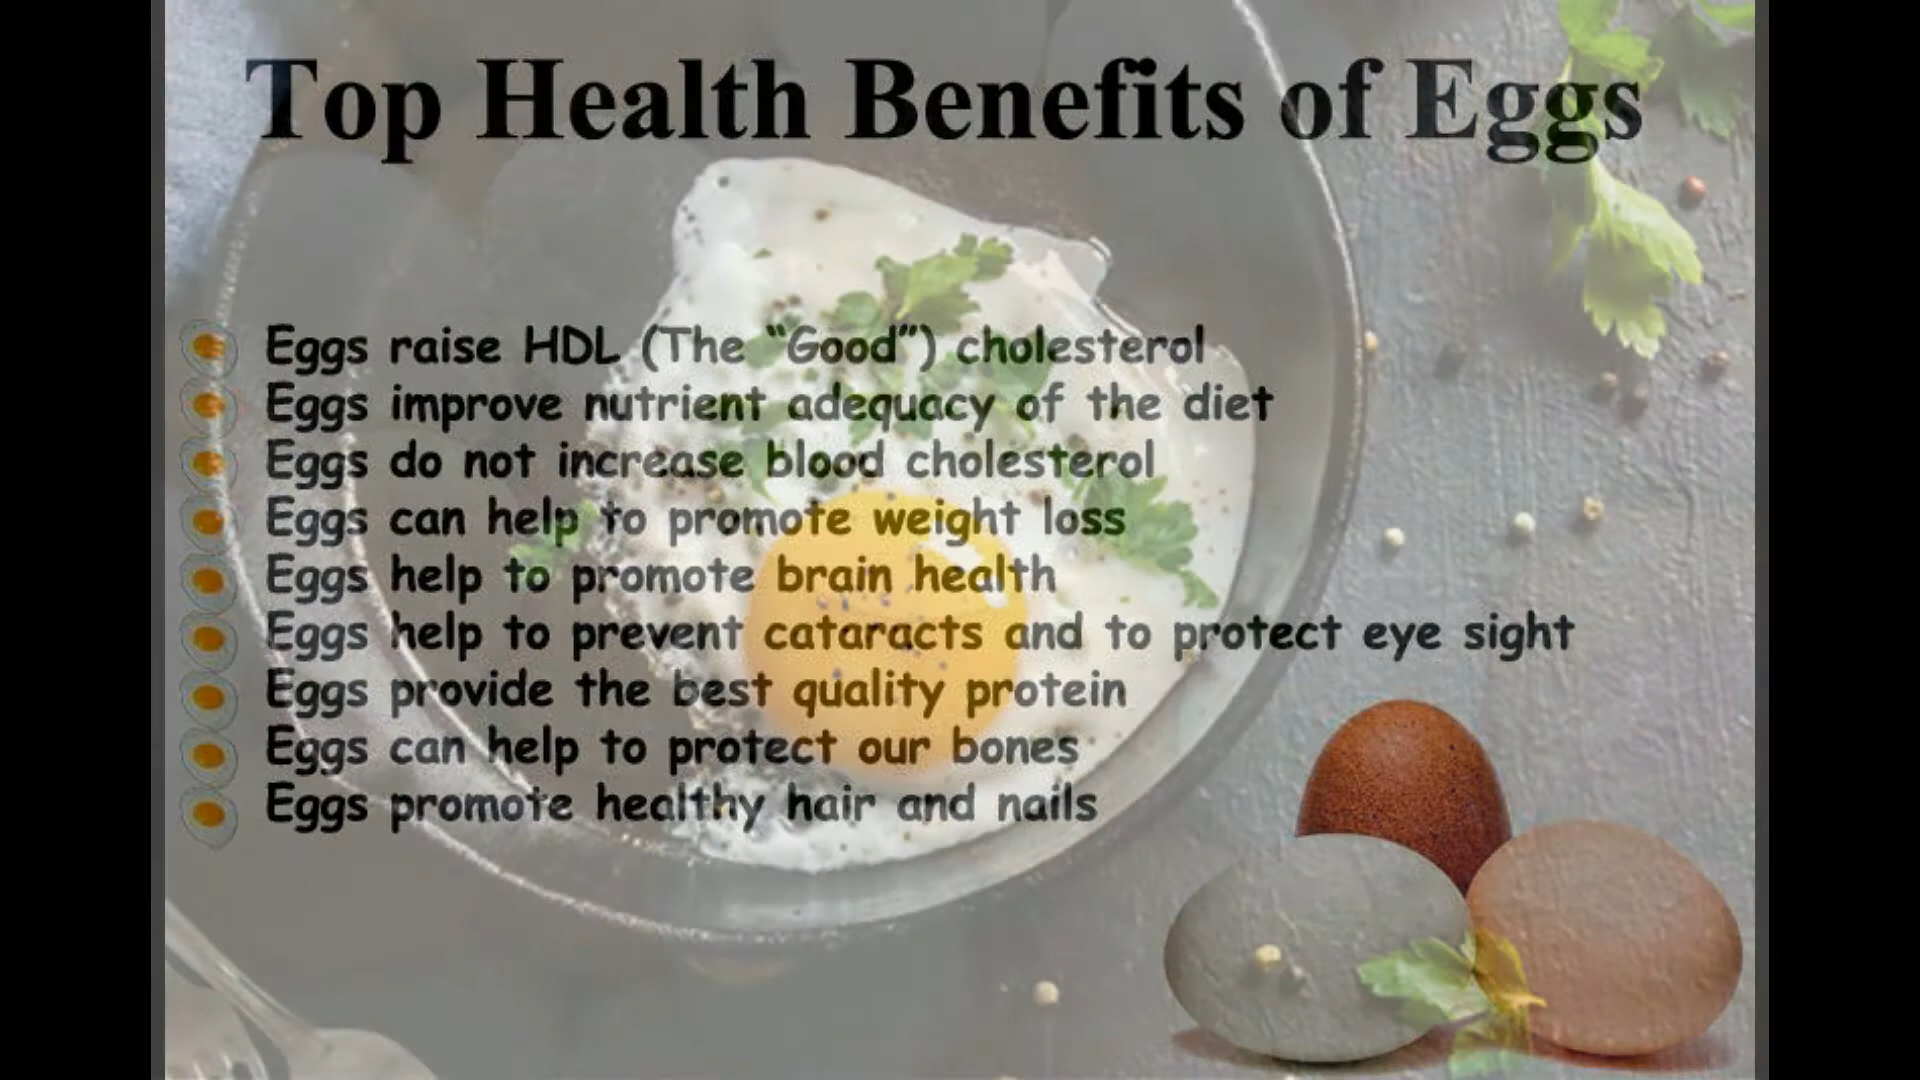 Top Health Benefits of Eggs
Eggs raise HDL (The “Good”) cholesterol
Eggs improve nutrient adequacy of the diet
Eggs do not increase blood cholesterol
Eggs can help to promote weight loss
Eggs help to promote brain health
Eggs help to prevent cataracts and to protect eye sight
Eggs provide the best quality protein
Eggs can help to protect our bones
Eggs promote healthy hair and nails